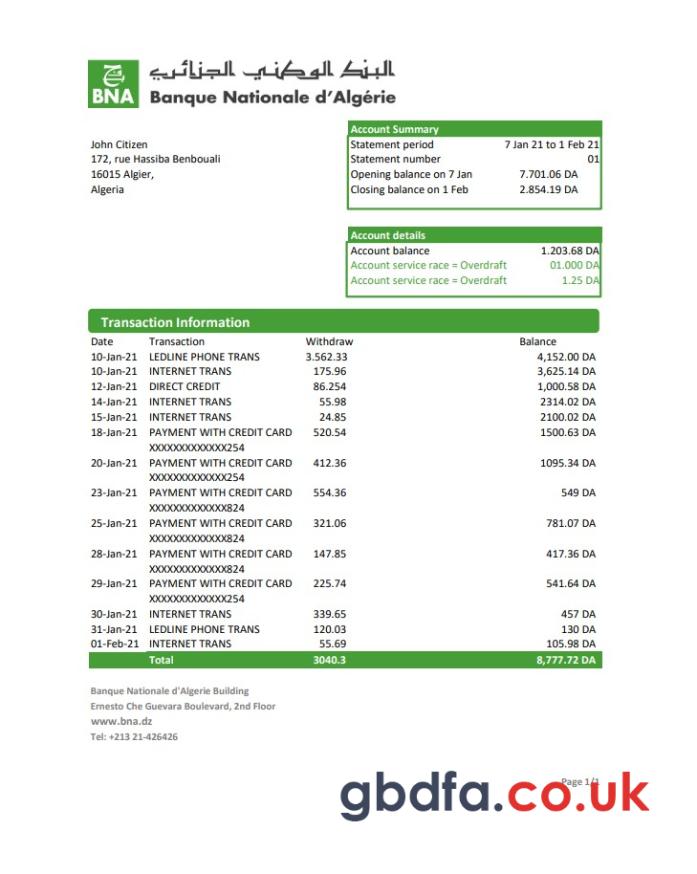 البنك الوطني الجزائري
BNA
Banque Nationale d'Algérie
John Citizen
172, rue Hassiba Benbouali
16015 Algier,
Algeria
Account Summary
Statement period 7 Jan 21 to 1 Feb 21
Statement number 01
Opening balance on 7 Jan 7.701.06 DA
Closing balance on 1 Feb 2.854.19 DA
Account details
Account balance 1.203.68 DA
Account service race = Overdraft 01.000 DA
Account service race = Overdraft 1.25 DA
Transaction Information
Date Transaction Withdraw Balance
10-Jan-21 LEDLINE PHONE TRANS 3.562.33 4,152.00 DA
10-Jan-21 INTERNET TRANS 175.96 3,625.14 DA
12-Jan-21 DIRECT CREDIT 86.254 1,000.58 DA
14-Jan-21 INTERNET TRANS 55.98 2314.02 DA
15-Jan-21 INTERNET TRANS 24.85 2100.02 DA
18-Jan-21 PAYMENT WITH CREDIT CARD 520.54 1500.63 DA
XXXXXXXXXXXXX254
20-Jan-21 PAYMENT WITH CREDIT CARD 412.36 1095.34 DA
XXXXXXXXXXXXX254
23-Jan-21 PAYMENT WITH CREDIT CARD 554.36 549 DA
XXXXXXXXXXXXX824
25-Jan-21 PAYMENT WITH CREDIT CARD 321.06 781.07 DA
XXXXXXXXXXXXX824
28-Jan-21 PAYMENT WITH CREDIT CARD 147.85 417.36 DA
XXXXXXXXXXXXX824
29-Jan-21 PAYMENT WITH CREDIT CARD 225.74 541.64 DA
XXXXXXXXXXXXX254
30-Jan-21 INTERNET TRANS 339.65 457 DA
31-Jan-21 LEDLINE PHONE TRANS 120.03 130 DA
01-Feb-21 INTERNET TRANS 55.69 105.98 DA
Total 3040.3 8,777.72 DA
Banque Nationale d'Algerie Building
Ernesto Che Guevara Boulevard, 2nd Floor
www.bna.dz
Tel: +213 21-426426
Page 1/1
gbdfa.co.uk